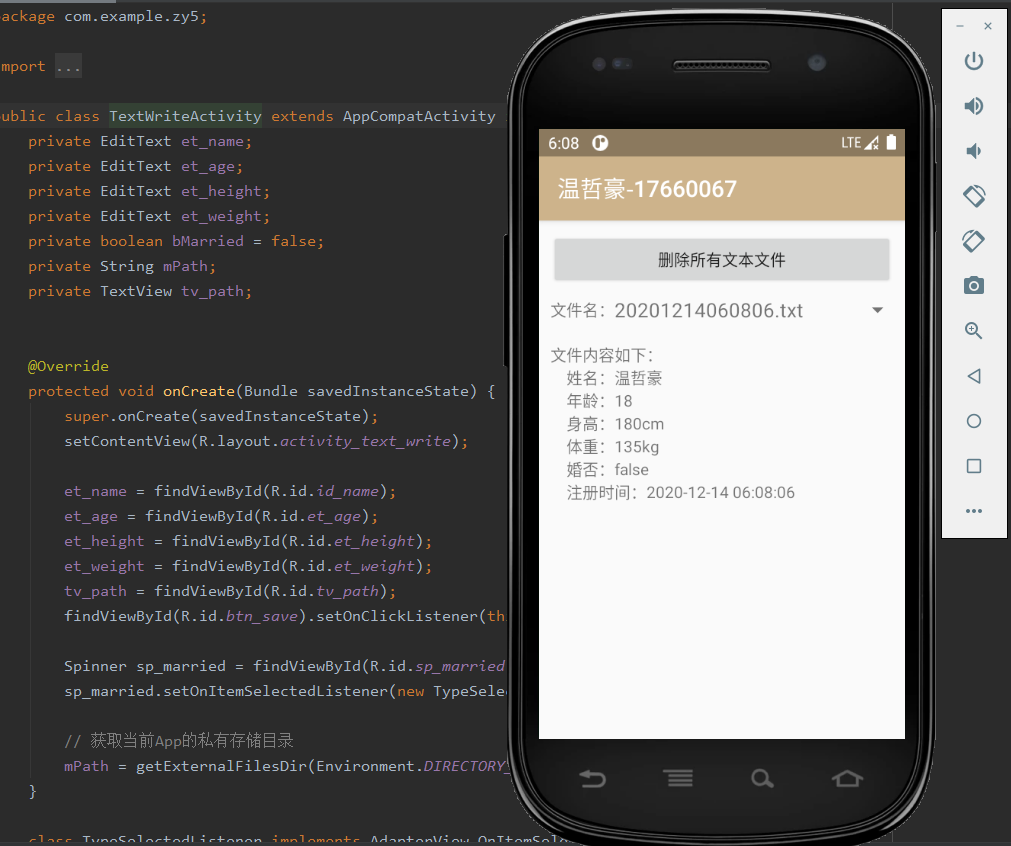 ackage com.example.zy5;
mport ...
ublic class TextWriteActivity extends AppCompatActivity
private EditText et_name;
private EditText et_age;
private EditText et_height;
private EditText et_weight;
private boolean bMarried = false;
private String mPath;
private TextView tv_path;
@Override
protected void onCreate(Bundle savedInstanceState) {
super.onCreate(savedInstanceState);
setContentView(R.layout.activity_text_write);
et_name = findViewById(R.id.id_name);
et_age = findViewById(R.id.et_age);
et_height = findViewById(R.id.et_height);
et_weight = findViewById(R.id.et_weight);
tv_path = findViewById(R.id.tv_path);
findViewById(R.id.btn_save).setOnClickListener(th
Spinner sp_married = findViewById(R.id.sp_married
sp_married.setOnItemSelectedListener(new TypeSele
// 获取当前App的私有存储目录
mPath = getExternalFilesDir(Environment.DIRECTORY_
}
class TypeSelectedListener implements AdapterView.OnItemSel
6:08
LTE
温哲豪-17660067
删除所有文本文件
文件名：20201214060806.txt
文件内容如下：
姓名：温哲豪
年龄：18
身高：180cm
体重：135kg
婚否：false
注册时间：2020-12-14 06:08:06